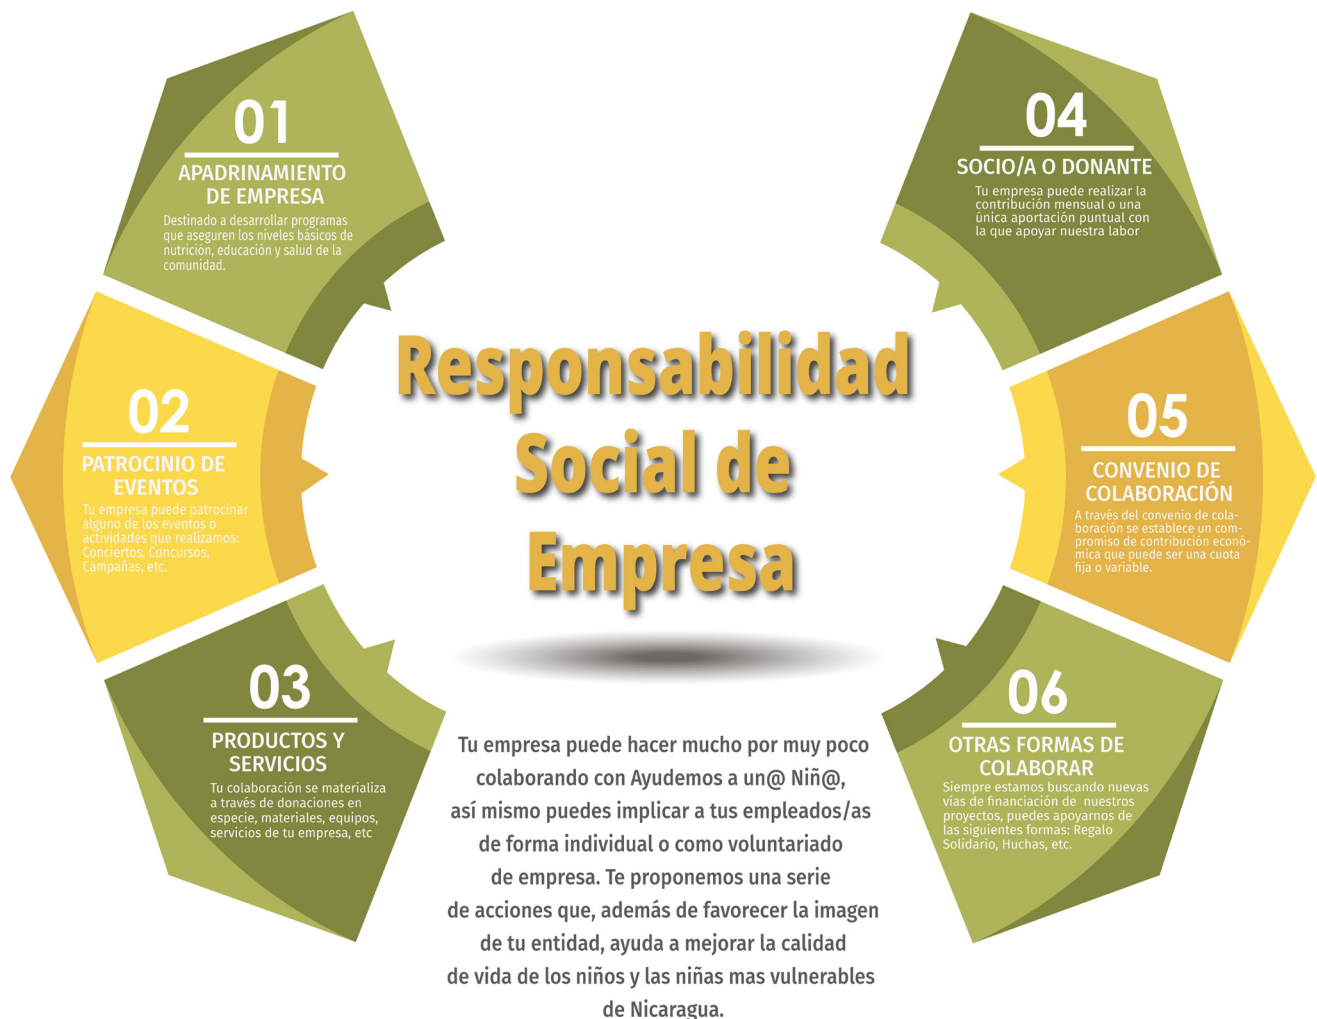 01
APADRINAMIENTO
DE EMPRESA
Destinado a desarrollar programas
que aseguren los niveles básicos de
nutrición, educación y salud de la
comunidad.
02
PATROCINIO DE
EVENTOS
Tu empresa puede patrocinar
alguno de los eventos o
actividades que realizamos:
Conciertos, Concursos,
Campañas, etc.
03
PRODUCTOS Y
SERVICIOS
Tu colaboración se materializa
a través de donaciones en
especie, materiales, equipos,
servicios de tu empresa, etc
Responsabilidad
Social de
Empresa
Tu empresa puede hacer mucho por muy poco
colaborando con Ayudemos a un@ Niñ@,
así mismo puedes implicar a tus empleados/as
de forma individual o como voluntariado
de empresa. Te proponemos una serie
de acciones que, además de favorecer la imagen
de tu entidad, ayuda a mejorar la calidad
de vida de los niños y las niñas mas vulnerables
de Nicaragua.
04
SOCIO/A O DONANTE
Tu empresa puede realizar la
contribución mensual o una
única aportación puntual con
la que apoyar nuestra labor
05
CONVENIO DE
COLABORACIÓN
A través del convenio de cola-
boración se establece un com-
promiso de contribución econó-
mica que puede ser una cuota
fija o variable.
06
OTRAS FORMAS DE
COLABORAR
Siempre estamos buscando nuevas
vias de financiación de nuestros
proyectos, puedes apoyarnos de
las siguientes formas: Regalo
Solidario, Huchas, etc.